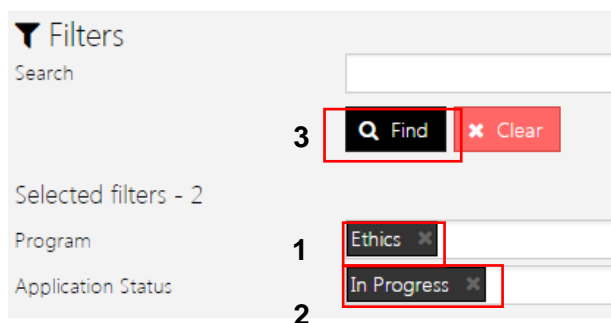 Filters
Search
3 Find Clear
Selected filters - 2
Program 1 Ethics
Application Status In Progress
2